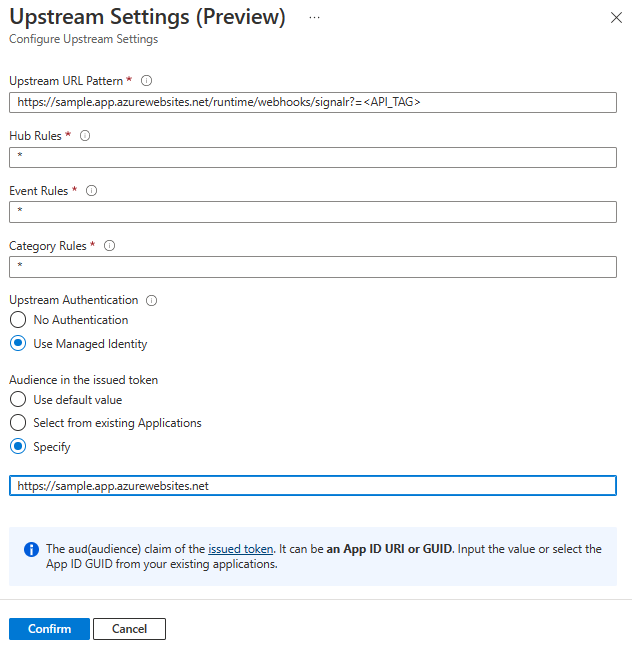 Upstream Settings (Preview) ...
Configure Upstream Settings
Upstream URL Pattern *
https://sample.app.azurewebsites.net/runtime/webhooks/signalr?=<API_TAG>
Hub Rules *
*
Event Rules *
*
Category Rules *
*
Upstream Authentication
No Authentication
Use Managed Identity
Audience in the issued token
Use default value
Select from existing Applications
Specify
https://sample.app.azurewebsites.net
The aud(audience) claim of the issued token. It can be an App ID URI or GUID. Input the value or select the
App ID GUID from your existing applications.
Confirm Cancel